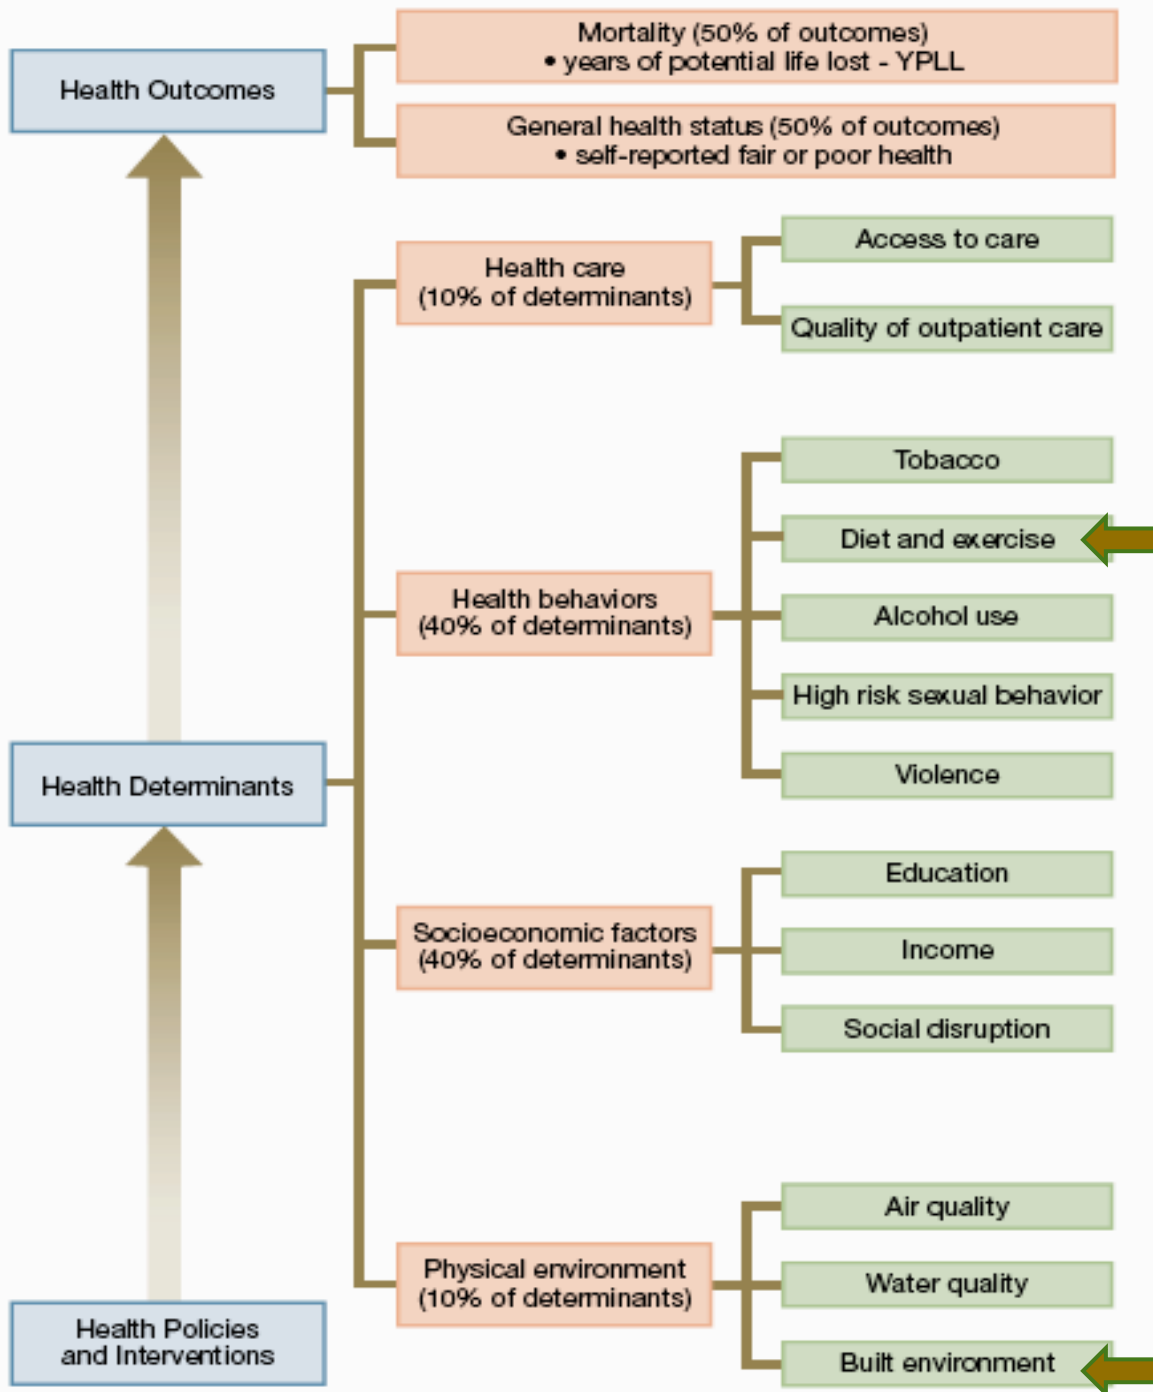 Health Outcomes
Mortality (50% of outcomes)
• years of potential life lost - YPLL
General health status (50% of outcomes)
• self-reported fair or poor health
Health care
(10% of determinants)
Access to care
Quality of outpatient care
Health behaviors
(40% of determinants)
Tobacco
Diet and exercise
Alcohol use
High risk sexual behavior
Violence
Health Determinants
Socioeconomic factors
(40% of determinants)
Education
Income
Social disruption
Physical environment
(10% of determinants)
Air quality
Water quality
Built environment
Health Policies
and Interventions